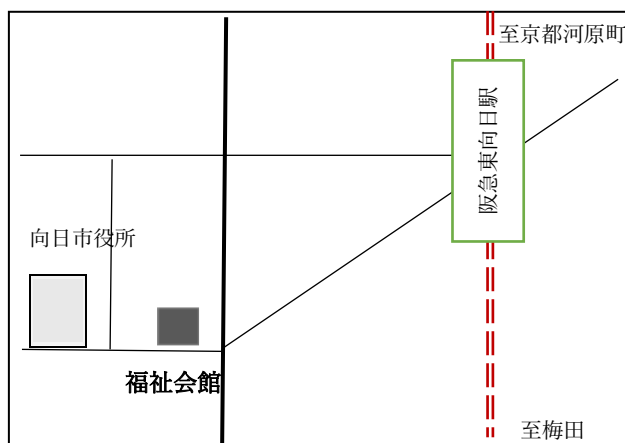 至京都河原町
阪急東向日駅
向日市役所
福祉会館
至梅田